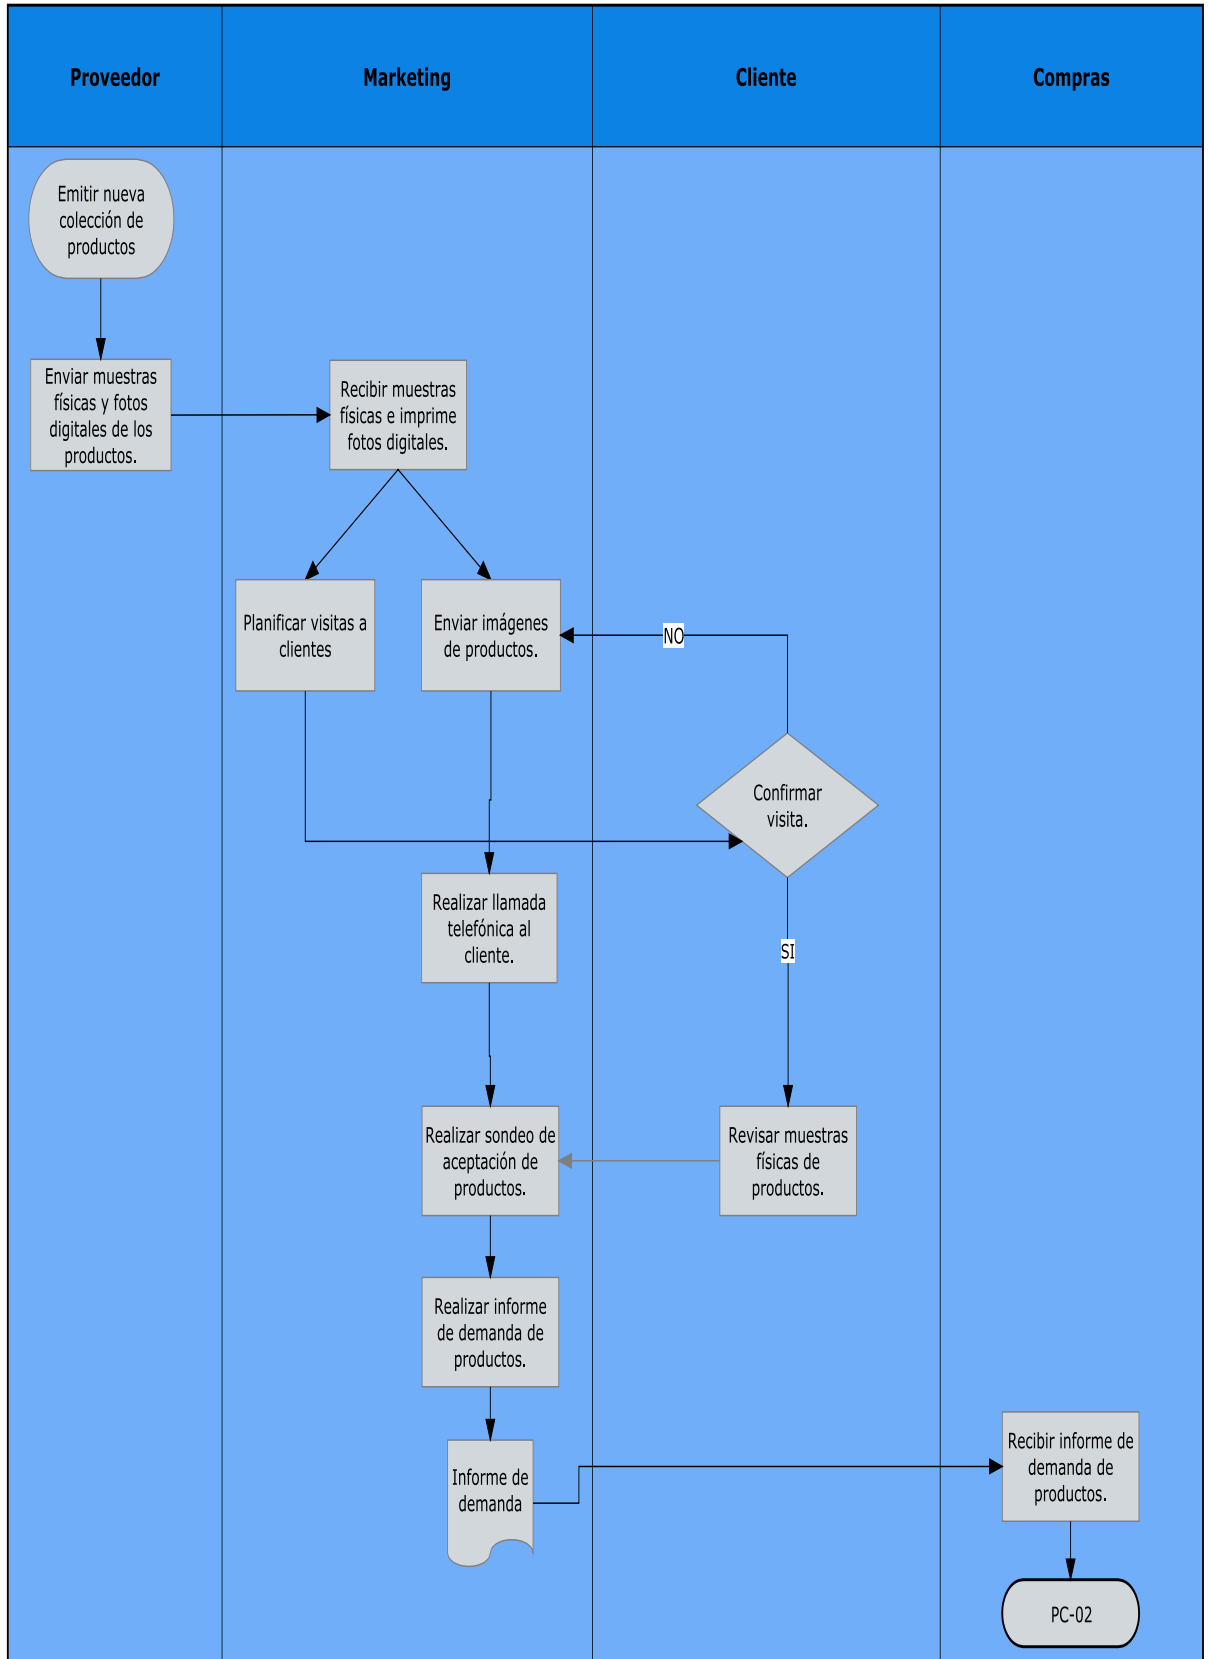 Proveedor
Marketing
Cliente
Compras
Emitir nueva
colección de
productos
Enviar muestras
físicas y fotos
digitales de los
productos.
Recibir muestras
físicas e imprime
fotos digitales.
Planificar visitas a
clientes
Enviar imágenes
de productos.
NO
Confirmar
visita.
Realizar llamada
telefónica al
cliente.
SI
Realizar sondeo de
aceptación de
productos.
Revisar muestras
físicas de
productos.
Realizar informe
de demanda de
productos.
Informe de
demanda
Recibir informe de
demanda de
productos.
PC-02